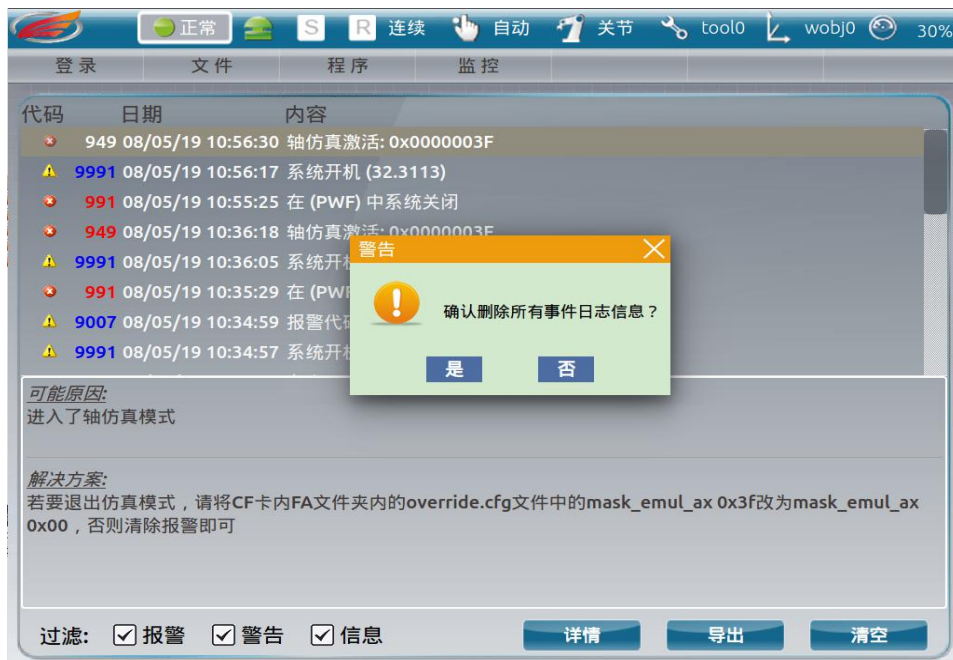 正常 S R 连续 自动 关节 tool0 wobj0 30%
登录 文件 程序 监控
代码 日期 内容
949 08/05/19 10:56:30 轴仿真激活: 0x0000003F
9991 08/05/19 10:56:17 系统开机 (32.3113)
991 08/05/19 10:55:25 在 (PWF) 中系统关闭
949 08/05/19 10:36:18 轴仿真激活: 0x0000003F
9991 08/05/19 10:36:05 系统开机
991 08/05/19 10:35:29 在 (PWF
9007 08/05/19 10:34:59 报警代码
9991 08/05/19 10:34:57 系统开机
警告
确认删除所有事件日志信息？
是 否
可能原因:
进入了轴仿真模式
解决方案:
若要退出仿真模式，请将CF卡内FA文件夹内的override.cfg文件中的mask_emul_ax 0x3f改为mask_emul_ax
0x00，否则清除报警即可
过滤: 报警 警告 信息 详情 导出 清空